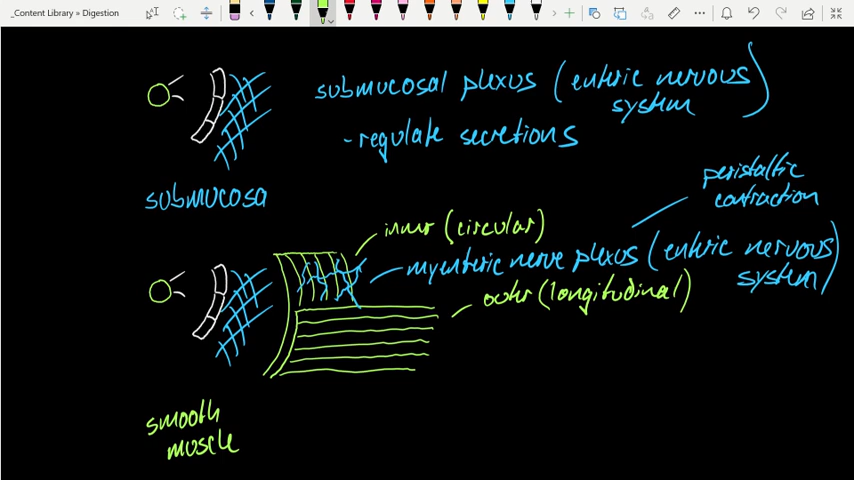 _Content Library » Digestion
submucosal plexus (enteric nervous
system)
-regulate secretions
submucosa
peristaltic
contraction
inner (circular)
myenteric nerve plexus (enteric nervous
system)
outer (longitudinal)
smooth
muscle